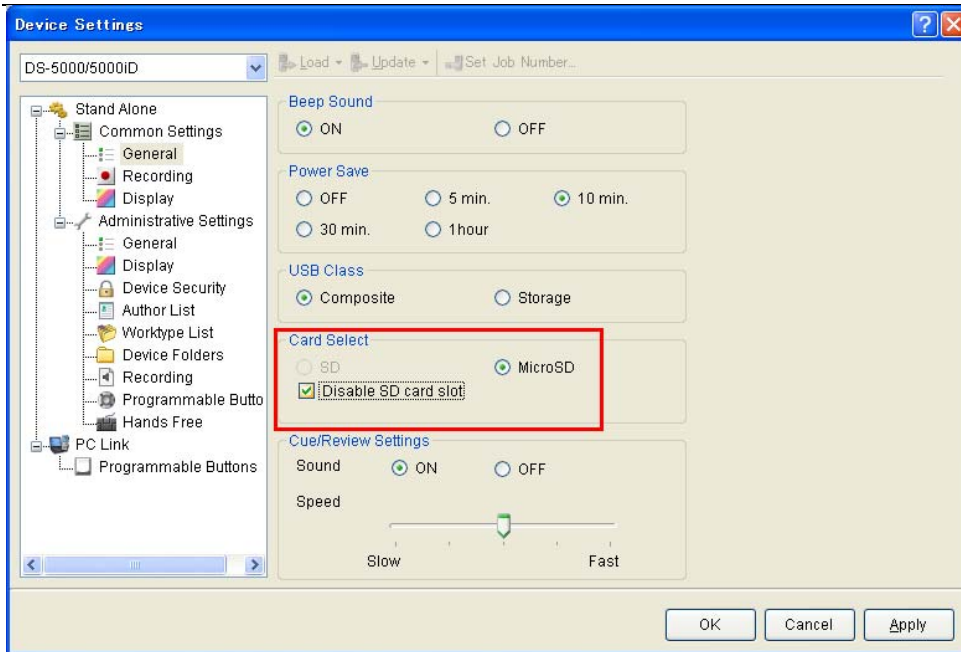 Device Settings
DS-5000/5000iD
Load Update Set Job Number...
Stand Alone
Common Settings
General
Recording
Display
Administrative Settings
General
Display
Device Security
Author List
Worktype List
Device Folders
Recording
Programmable Butto
Hands Free
PC Link
Programmable Buttons
Beep Sound
ON OFF
Power Save
OFF 5 min. 10 min.
30 min. 1hour
USB Class
Composite Storage
Card Select
SD MicroSD
Disable SD card slot
Cue/Review Settings
Sound ON OFF
Speed
Slow Fast
OK Cancel Apply